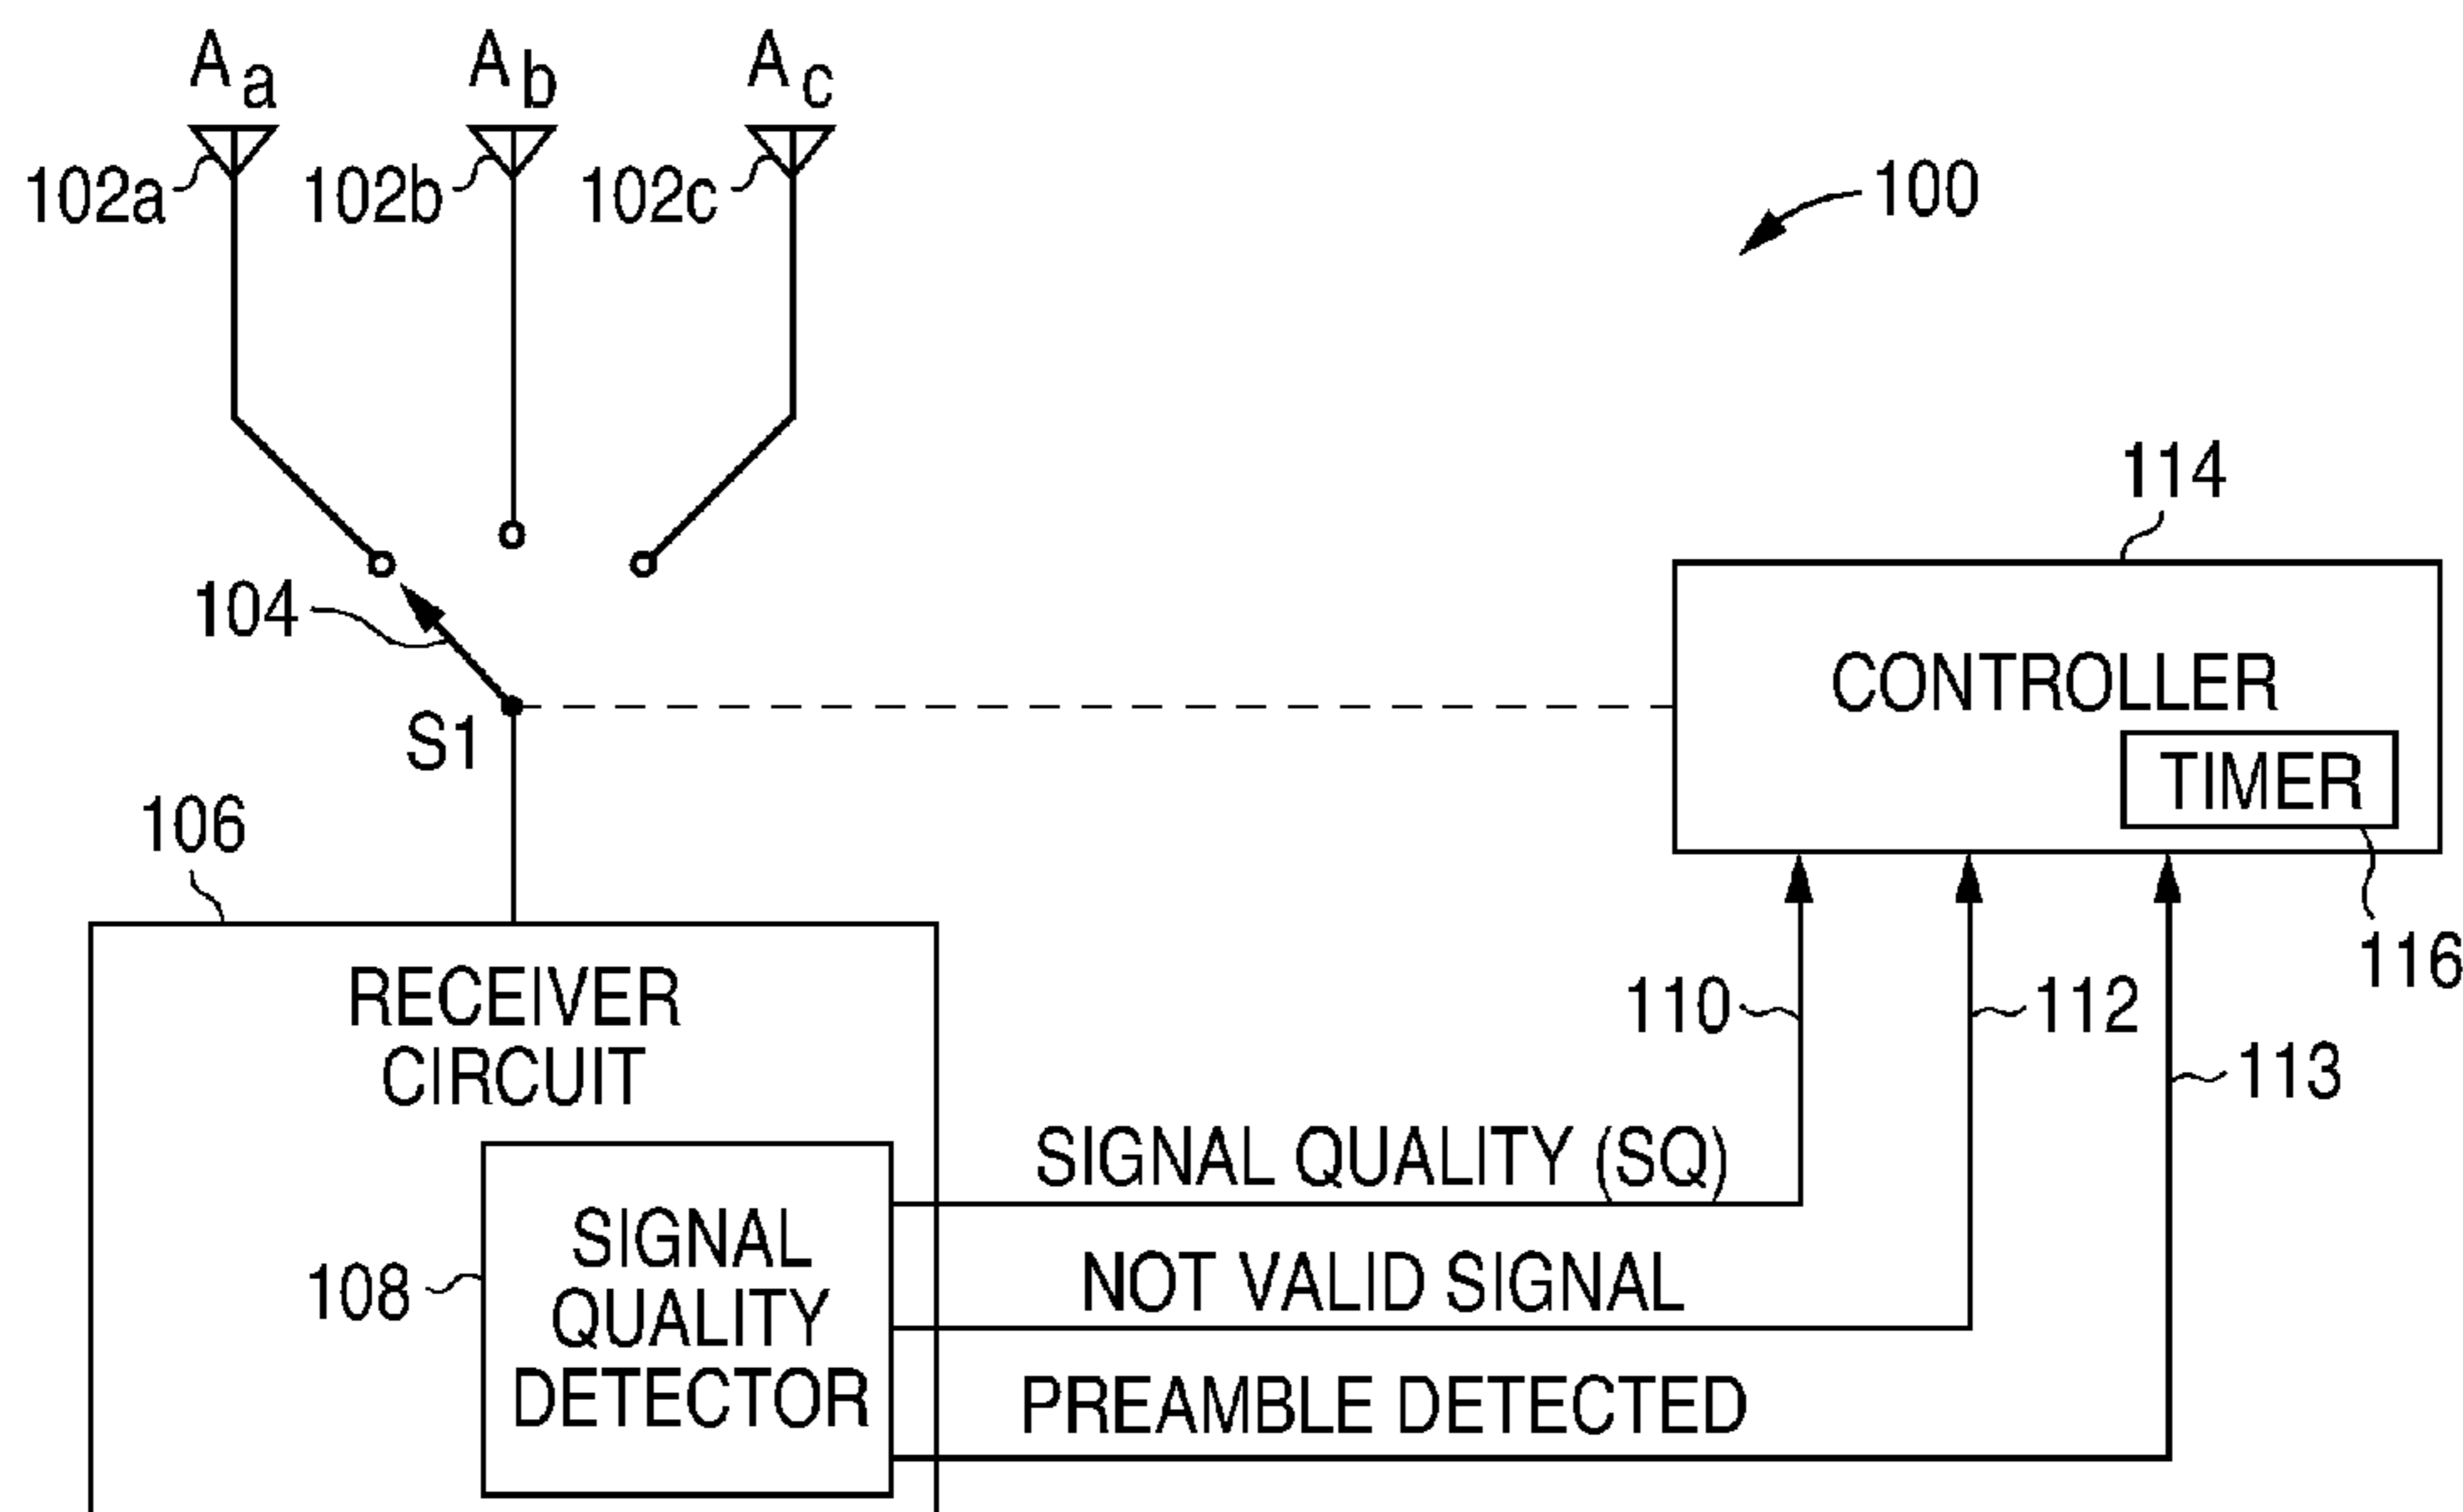 Aa Ab Ac
102a 102b 102c
100
114
104
CONTROLLER
S1
TIMER
106
116
RECEIVER
CIRCUIT
110
112
113
SIGNAL QUALITY (SQ)
SIGNAL
QUALITY
DETECTOR
108
NOT VALID SIGNAL
PREAMBLE DETECTED